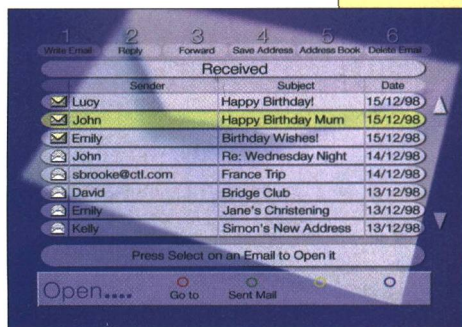 1 2 3 4 5 6
Write Email Reply Forward Save Address Address Book Delete Email
Received
Sender Subject Date
Lucy Happy Birthday! 15/12/98
John Happy Birthday Mum 15/12/98
Emily Birthday Wishes! 15/12/98
John Re: Wednesday Night 14/12/98
sbrooke@ctl.com France Trip 14/12/98
David Bridge Club 13/12/98
Emily Jane's Christening 13/12/98
Kelly Simon's New Address 13/12/98
Press Select on an Email to Open it
Open.... Go to Sent Mail